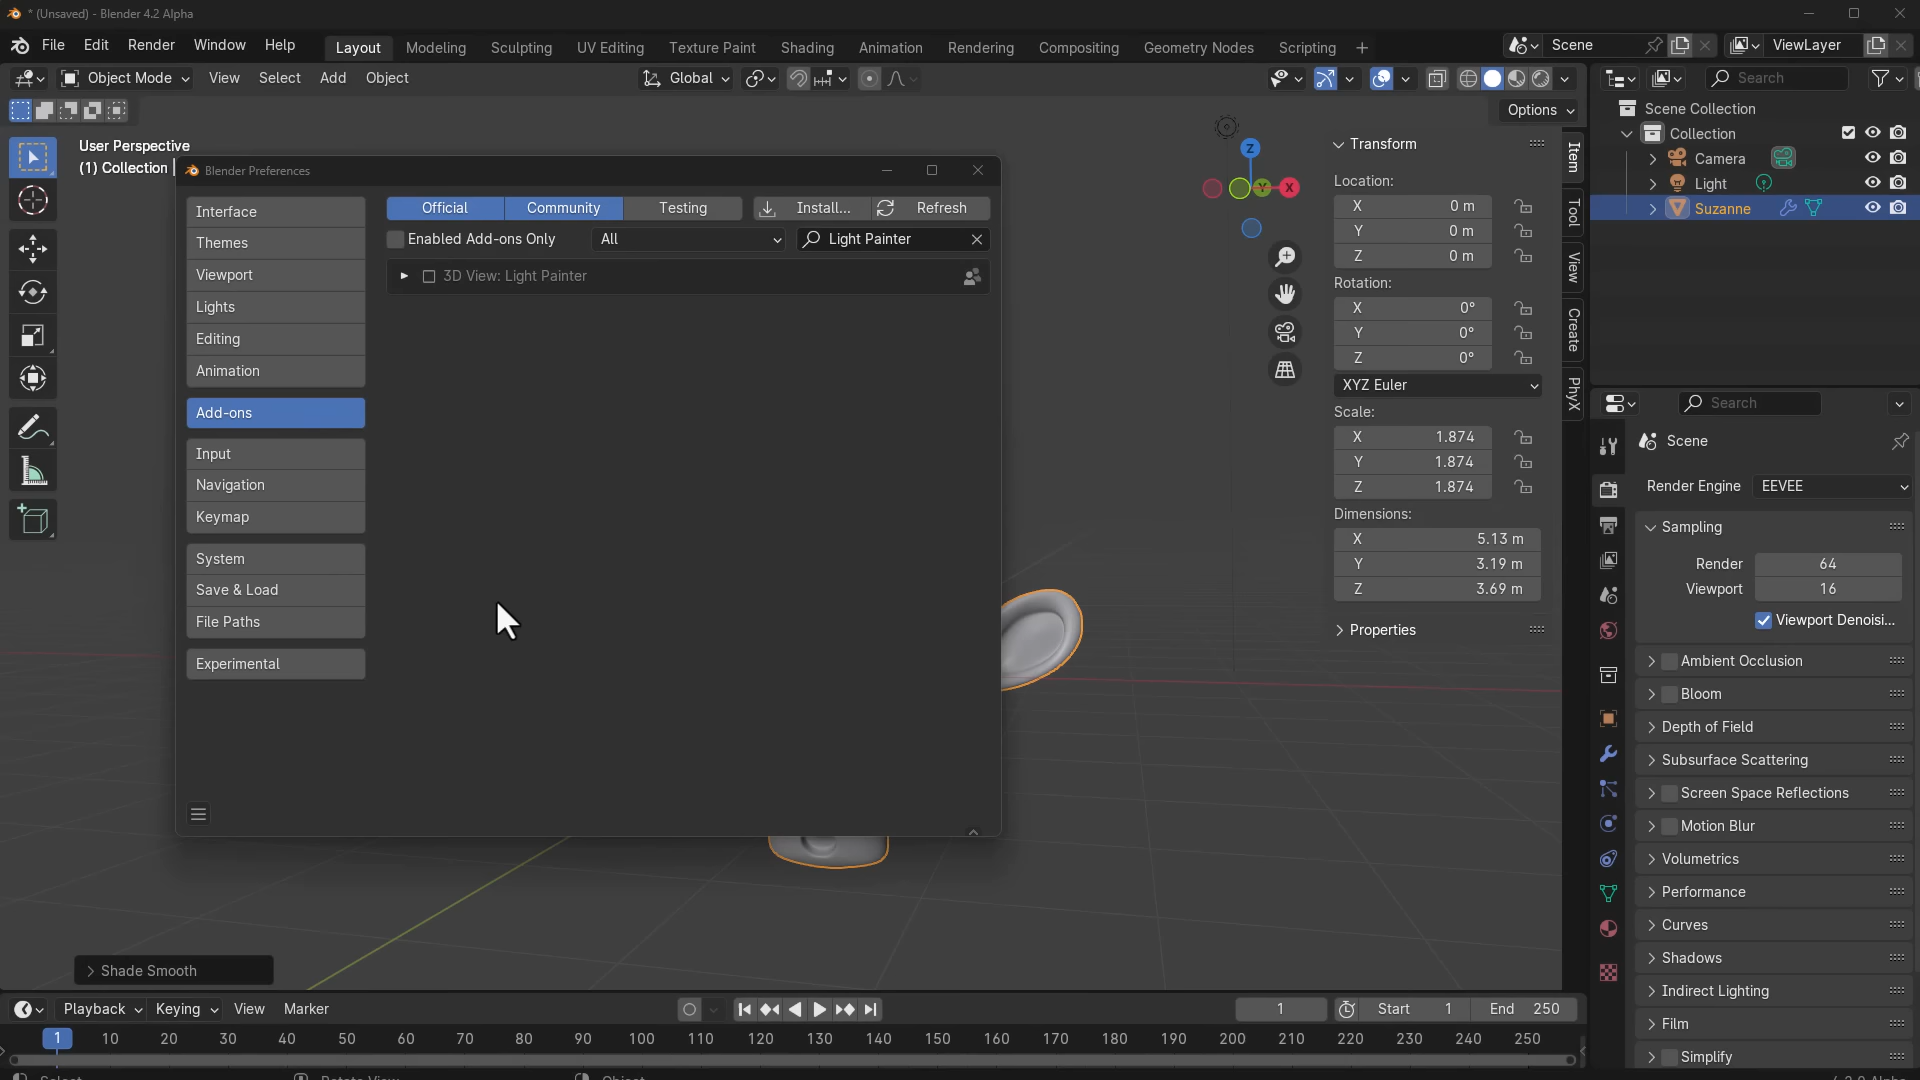 * (Unsaved) - Blender 4.2 Alpha
File Edit Render Window Help
Layout Modeling Sculpting UV Editing Texture Paint Shading Animation Rendering Compositing Geometry Nodes Scripting
Scene
ViewLayer
Object Mode View Select Add Object
Global
Search
Options
User Perspective
(1) Collection
Blender Preferences
Interface
Themes
Viewport
Lights
Editing
Animation
Add-ons
Input
Navigation
Keymap
System
Save & Load
File Paths
Experimental
Official Community Testing Install... Refresh
Enabled Add-ons Only All Light Painter
3D View: Light Painter
Z
Y
X
Transform
Location:
X 0 m
Y 0 m
Z 0 m
Rotation:
X 0°
Y 0°
Z 0°
XYZ Euler
Scale:
X 1.874
Y 1.874
Z 1.874
Dimensions:
X 5.13 m
Y 3.19 m
Z 3.69 m
Properties
Item
Tool
View
Create
PhyX
Scene Collection
Collection
Camera
Light
Suzanne
Search
Scene
Render Engine EEVEE
Sampling
Render 64
Viewport 16
Viewport Denoisi...
Ambient Occlusion
Bloom
Depth of Field
Subsurface Scattering
Screen Space Reflections
Motion Blur
Volumetrics
Performance
Curves
Shadows
Indirect Lighting
Film
Simplify
Shade Smooth
Playback Keying View Marker
1 Start 1 End 250
1 10 20 30 40 50 60 70 80 90 100 110 120 130 140 150 160 170 180 190 200 210 220 230 240 250
Select Rotate View Object